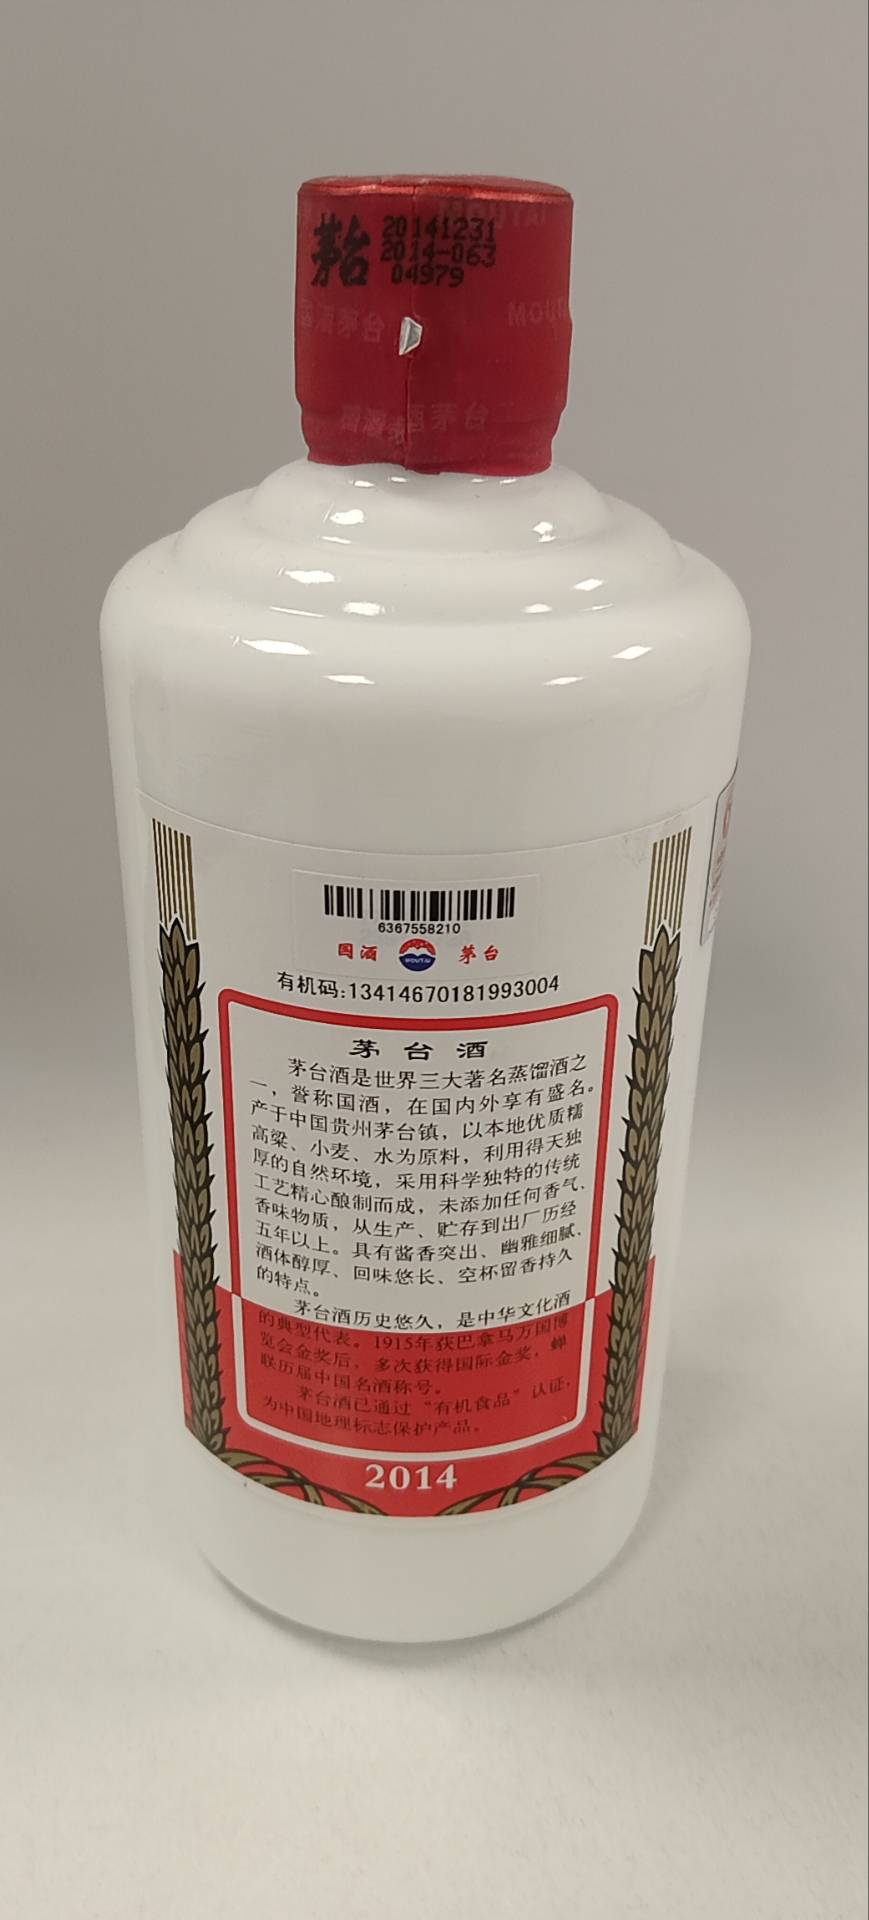 MOUTAI
茅台
20141231
2014-063
04979
国酒茅台
MOUTAI
国酒茅台
6367558210
国酒 MOUTAI 茅台
有机码:13414670181993004
茅台酒
茅台酒是世界三大著名蒸馏酒之
一，誉称国酒，在国内外享有盛名。
产于中国贵州茅台镇，以本地优质糯
高粱、小麦、水为原料，利用得天独
厚的自然环境，采用科学独特的传统
工艺精心酿制而成，未添加任何香气、
香味物质，从生产、贮存到出厂历经
五年以上。具有酱香突出、幽雅细腻、
酒体醇厚、回味悠长、空杯留香持久
的特点。
茅台酒历史悠久，是中华文化酒
的典型代表。1915年获巴拿马万国博
览会金奖后，多次获得国际金奖，蝉
联历届中国名酒称号。
茅台酒已通过“有机食品”认证，
为中国地理标志保护产品。
2014